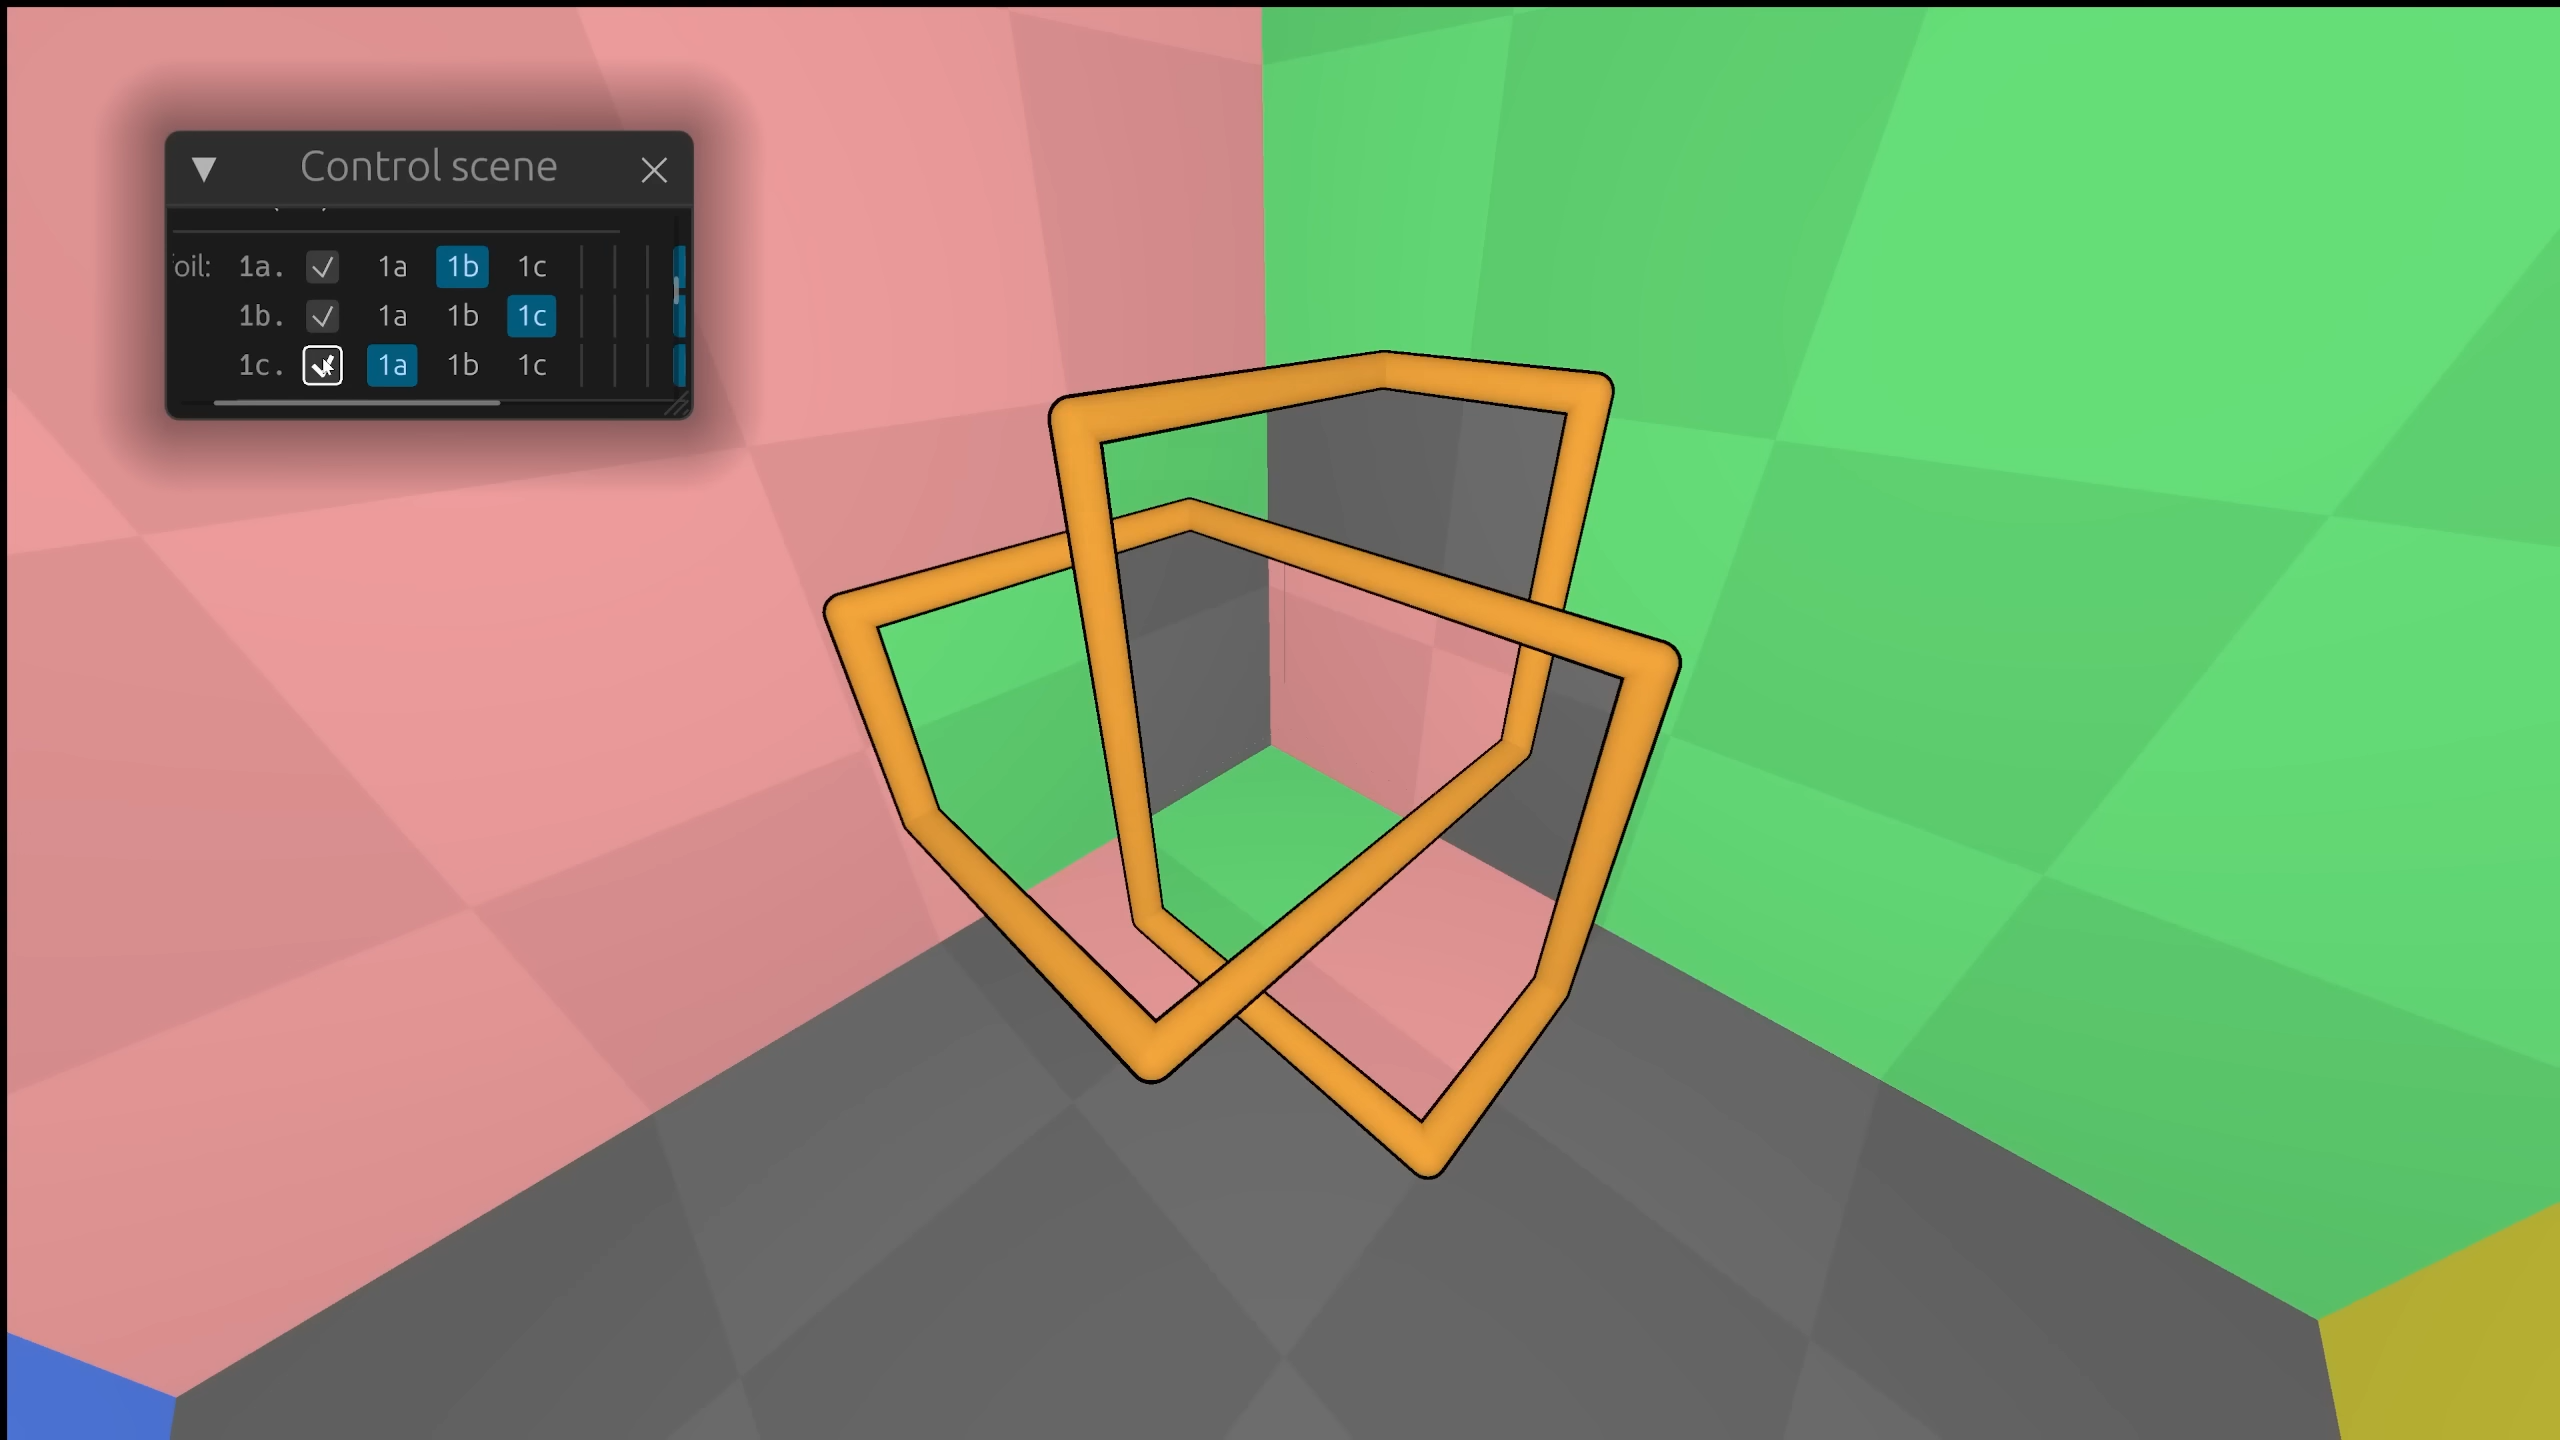 Control scene
oil: 1a. 1a 1b 1c
1b. 1a 1b 1c
1c. 1a 1b 1c